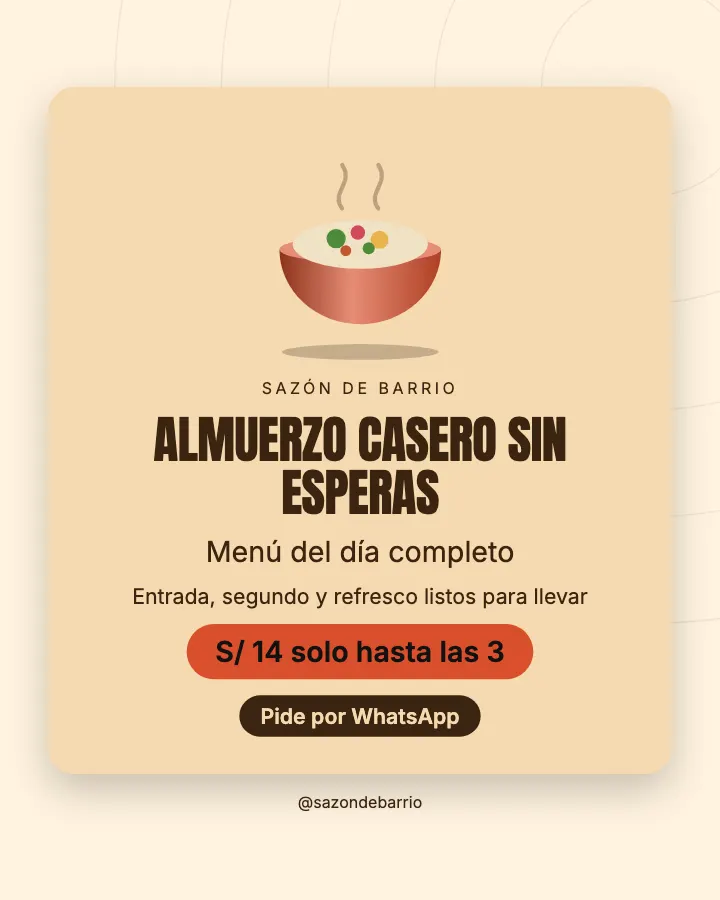 SAZÓN DE BARRIO
ALMUERZO CASERO SIN
ESPERAS
Menú del día completo
Entrada, segundo y refresco listos para llevar
S/ 14 solo hasta las 3
Pide por WhatsApp
@sazondebarrio